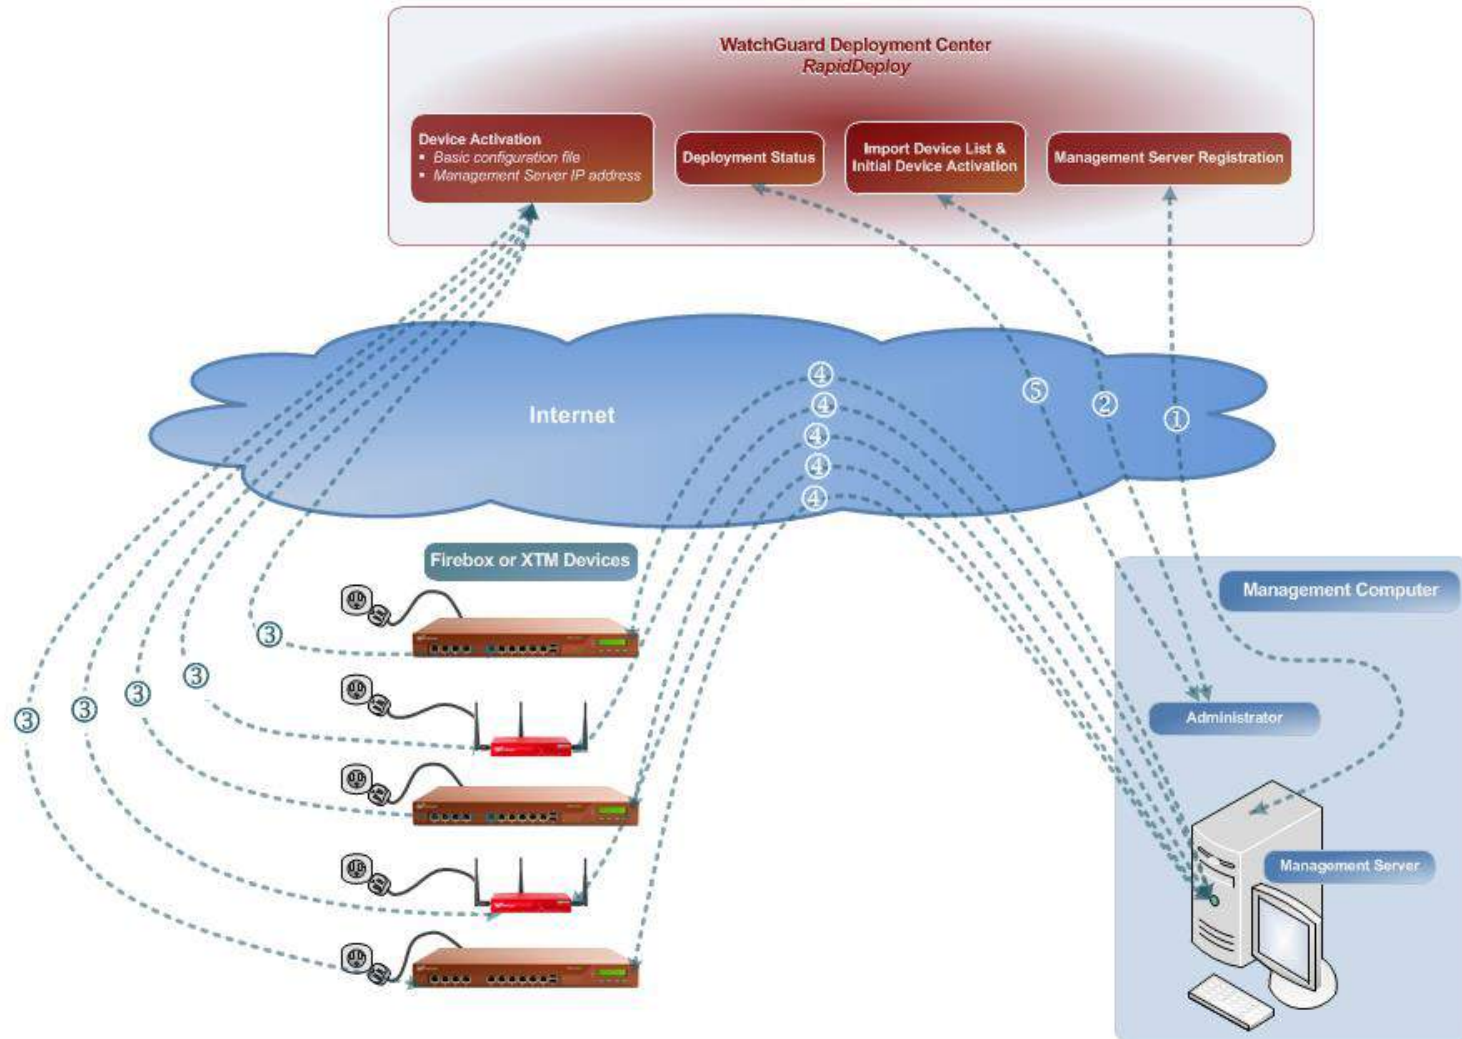 WatchGuard Deployment Center
RapidDeploy
Device Activation
▪ Basic configuration file
▪ Management Server IP address
Deployment Status
Import Device List &
Initial Device Activation
Management Server Registration
Internet
④
④
④
④
④
⑤
②
①
Firebox or XTM Devices
③
③
③
③
③
Management Computer
Administrator
Management Server